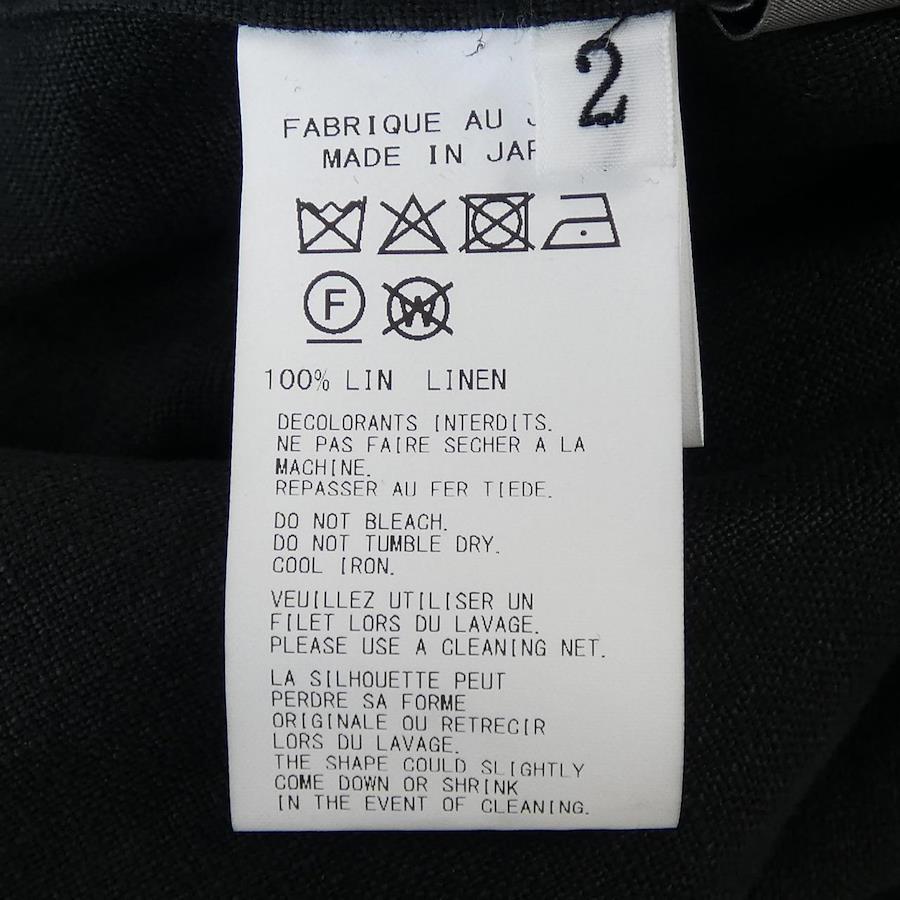 2
FABRIQUE AU
MADE IN
F
W
100% LIN LINEN
DECOLORANTS INTERDITS.
NE PAS FAIRE SECHER A LA
MACHINE.
REPASSER AU FER TIEDE.
DO NOT BLEACH.
DO NOT TUMBLE DRY.
COOL IRON.
VEUILLEZ UTILISER UN
FILET LORS DU LAVAGE.
PLEASE USE A CLEANING NET.
LA SILHOUETTE PEUT
PERDRE SA FORME
ORIGINALE OU RETRECIR
LORS DU LAVAGE.
THE SHAPE COULD SLIGHTLY
COME DOWN OR SHRINK
IN THE EVENT OF CLEANING.